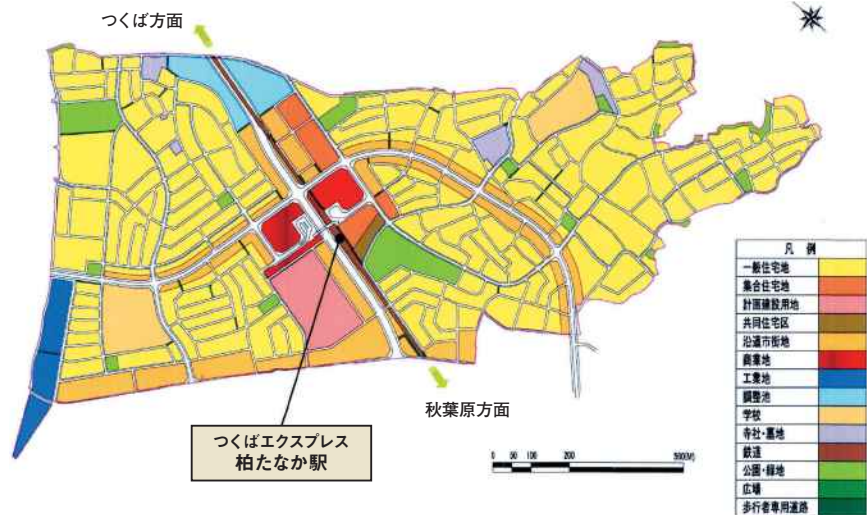 つくば方面
秋葉原方面
つくばエクスプレス
柏たなか駅
0 50 100 200 500(M)
凡 例
一般住宅地
集合住宅地
計画建設用地
共同住宅区
沿道市街地
商業地
工業地
調整池
学校
寺社・墓地
鉄道
公園・緑地
広場
歩行者専用道路